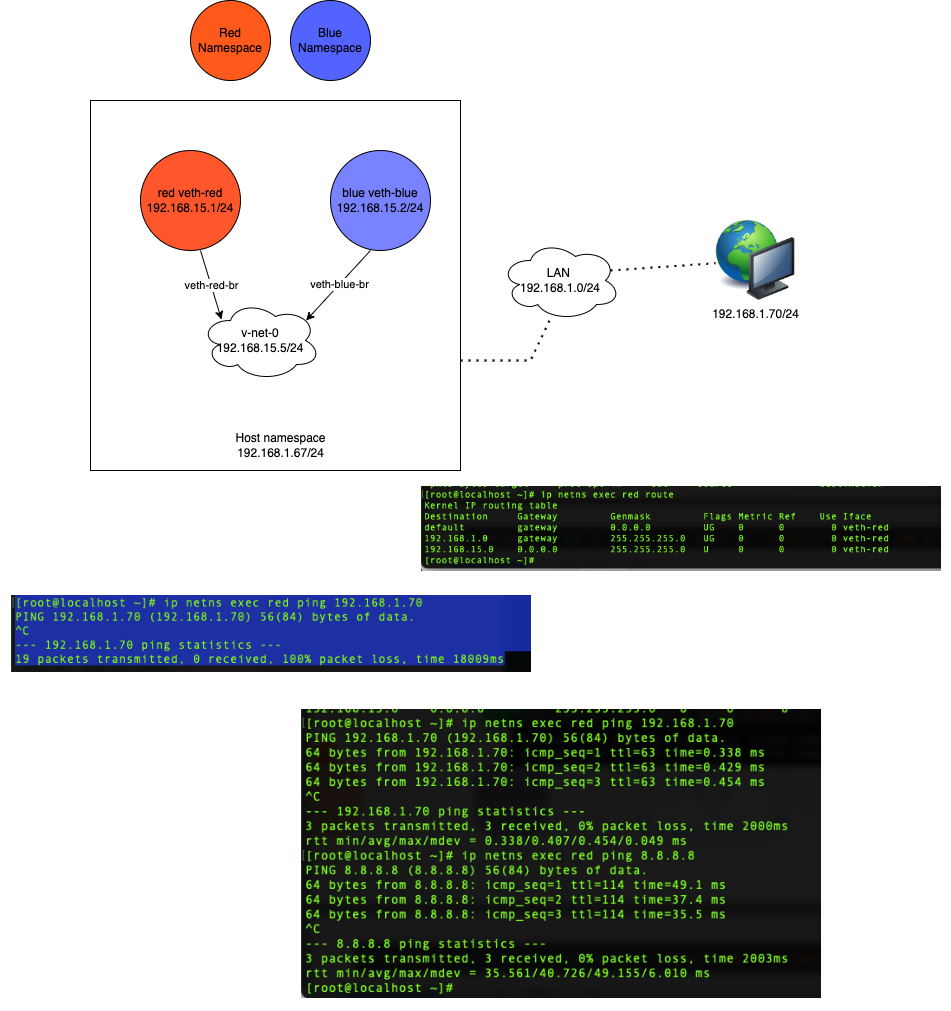 Red
Namespace
Blue
Namespace
red veth-red
192.168.15.1/24
blue veth-blue
192.168.15.2/24
veth-red-br
veth-blue-br
v-net-0
192.168.15.5/24
LAN
192.168.1.0/24
192.168.1.70/24
Host namespace
192.168.1.67/24
[[root@localhost ~]# ip netns exec red route
Kernel IP routing table
Destination Gateway Genmask Flags Metric Ref Use Iface
default gateway 0.0.0.0 UG 0 0 0 veth-red
192.168.1.0 gateway 255.255.255.0 UG 0 0 0 veth-red
192.168.15.0 0.0.0.0 255.255.255.0 U 0 0 0 veth-red
[root@localhost ~]#
[[root@localhost ~]# ip netns exec red ping 192.168.1.70
PING 192.168.1.70 (192.168.1.70) 56(84) bytes of data.
^C
--- 192.168.1.70 ping statistics ---
19 packets transmitted, 0 received, 100% packet loss, time 18009ms
[[root@localhost ~]# ip netns exec red ping 192.168.1.70
PING 192.168.1.70 (192.168.1.70) 56(84) bytes of data.
64 bytes from 192.168.1.70: icmp_seq=1 ttl=63 time=0.338 ms
64 bytes from 192.168.1.70: icmp_seq=2 ttl=63 time=0.429 ms
64 bytes from 192.168.1.70: icmp_seq=3 ttl=63 time=0.454 ms
^C
--- 192.168.1.70 ping statistics ---
3 packets transmitted, 3 received, 0% packet loss, time 2000ms
rtt min/avg/max/mdev = 0.338/0.407/0.454/0.049 ms
[[root@localhost ~]# ip netns exec red ping 8.8.8.8
PING 8.8.8.8 (8.8.8.8) 56(84) bytes of data.
64 bytes from 8.8.8.8: icmp_seq=1 ttl=114 time=49.1 ms
64 bytes from 8.8.8.8: icmp_seq=2 ttl=114 time=37.4 ms
64 bytes from 8.8.8.8: icmp_seq=3 ttl=114 time=35.5 ms
^C
--- 8.8.8.8 ping statistics ---
3 packets transmitted, 3 received, 0% packet loss, time 2003ms
rtt min/avg/max/mdev = 35.561/40.726/49.155/6.010 ms
[root@localhost ~]#